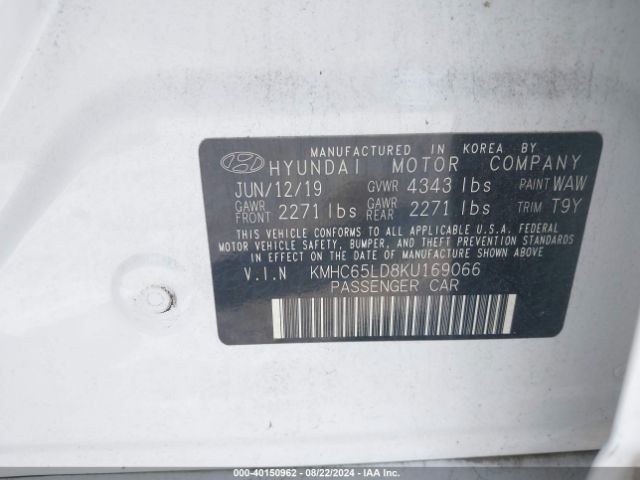 MANUFACTURED IN KOREA BY
HYUNDAI MOTOR COMPANY
JUN/12/19 GVWR 4343 lbs PAINT WAW
GAWR FRONT 2271 lbs GAWR REAR 2271 lbs TRIM T9Y
THIS VEHICLE CONFORMS TO ALL APPLICABLE U.S.A. FEDERAL
MOTOR VEHICLE SAFETY, BUMPER, AND THEFT PREVENTION STANDARDS
IN EFFECT ON THE DATE OF MANUFACTURE SHOWN ABOVE.
V.I.N KMHC65LD8KU169066
PASSENGER CAR
000-40150962 - 08/22/2024 - IAA Inc.